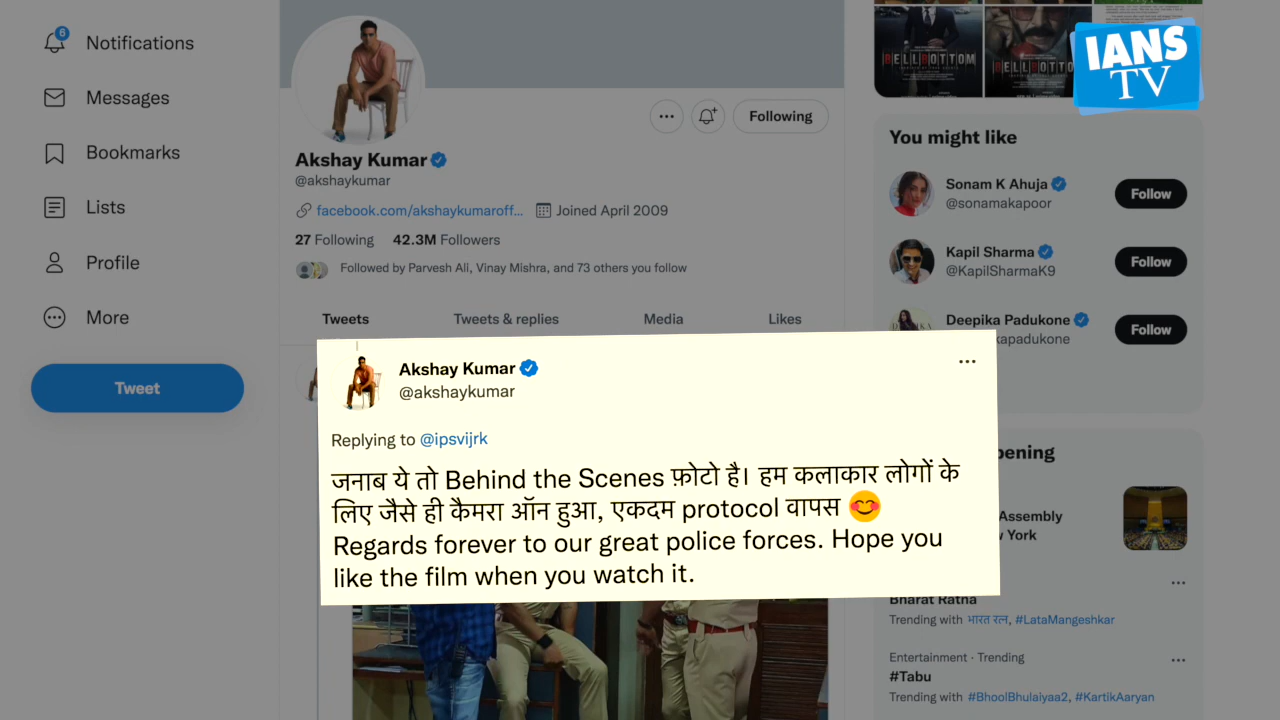 6
Notifications
Messages
Bookmarks
Lists
Profile
More
Tweet
Following
Akshay Kumar
@akshaykumar
facebook.com/akshaykumaroff... Joined April 2009
27 Following 42.3M Followers
Followed by Parvesh Ali, Vinay Mishra, and 73 others you follow
Tweets Tweets & replies Media Likes
Akshay Kumar
@akshaykumar
Replying to @ipsvijrk
जनाब ये तो Behind the Scenes फ़ोटो है। हम कलाकार लोगों के
लिए जैसे ही कैमरा ऑन हुआ, एकदम protocol वापस 😊
Regards forever to our great police forces. Hope you
like the film when you watch it.
BELLBOTTOM
IANS
TV
You might like
Sonam K Ahuja
@sonamakapoor
Follow
Kapil Sharma
@KapilSharmaK9
Follow
Deepika Padukone
Follow
Assembly
Bharat Ratna
Trending with भारत रत्न, #LataMangeshkar
Entertainment · Trending
#Tabu
Trending with #BhoolBhulaiyaa2, #KartikAaryan